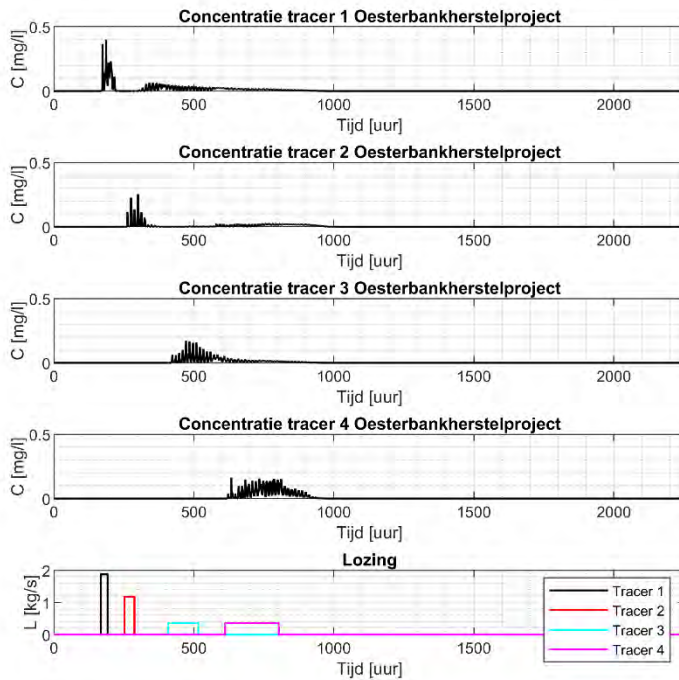 Concentratie tracer 1 Oesterbankherstelproject
0.5
C [mg/l]
0
0 500 1000 1500 2000
Tijd [uur]
Concentratie tracer 2 Oesterbankherstelproject
0.5
C [mg/l]
0
0 500 1000 1500 2000
Tijd [uur]
Concentratie tracer 3 Oesterbankherstelproject
0.5
C [mg/l]
0
0 500 1000 1500 2000
Tijd [uur]
Concentratie tracer 4 Oesterbankherstelproject
0.5
C [mg/l]
0
0 500 1000 1500 2000
Tijd [uur]
Lozing
2
L [kg/s]
1
0
0 500 1000 1500
Tijd [uur]
Tracer 1
Tracer 2
Tracer 3
Tracer 4